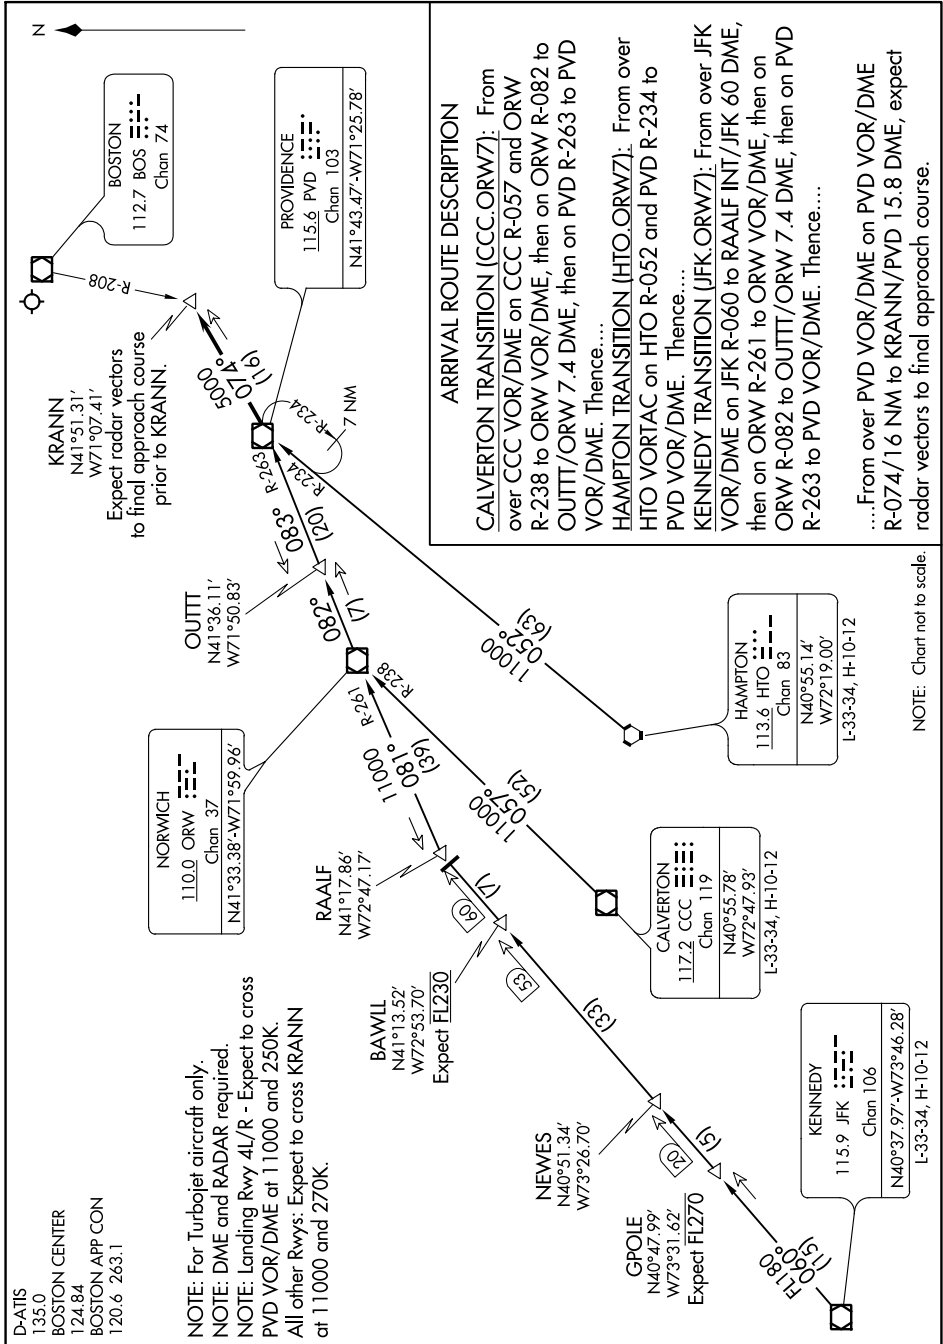 D-ATIS
135.0
BOSTON CENTER
124.84
BOSTON APP CON
120.6 263.1
NOTE: For Turbojet aircraft only.
NOTE: DME and RADAR required.
NOTE: Landing Rwy 4L/R - Expect to cross
PVD VOR/DME at 11000 and 250K.
All other Rwys: Expect to cross KRANN
at 11000 and 270K.
N
BOSTON
112.7 BOS
Chan 74
R-208
KRANN
N41°51.31′
W71°07.41′
Expect radar vectors
to final approach course
prior to KRANN.
5000
074°
(16)
PROVIDENCE
115.6 PVD
Chan 103
N41°43.47′-W71°25.78′
R-234
7 NM
R-263
R-234
083°
(20)
OUTTT
N41°36.11′
W71°50.83′
082°
(7)
NORWICH
110.0 ORW
Chan 37
N41°33.38′-W71°59.96′
R-261
R-238
11000
081°
(39)
11000
057°
(52)
11000
052°
(63)
RAALF
N41°17.86′
W72°47.17′
60
(7)
BAWLL
N41°13.52′
W72°53.70′
Expect FL230
53
(33)
NEWES
N40°51.34′
W73°26.70′
20
(5)
GPOLE
N40°47.99′
W73°31.62′
Expect FL270
FL180
060°
(15)
KENNEDY
115.9 JFK
Chan 106
N40°37.97′-W73°46.28′
L-33-34, H-10-12
CALVERTON
117.2 CCC
Chan 119
N40°55.78′
W72°47.93′
L-33-34, H-10-12
HAMPTON
113.6 HTO
Chan 83
N40°55.14′
W72°19.00′
L-33-34, H-10-12
NOTE: Chart not to scale.
ARRIVAL ROUTE DESCRIPTION
CALVERTON TRANSITION (CCC.ORW7): From
over CCC VOR/DME on CCC R-057 and ORW
R-238 to ORW VOR/DME, then on ORW R-082 to
OUTTT/ORW 7.4 DME, then on PVD R-263 to PVD
VOR/DME. Thence....
HAMPTON TRANSITION (HTO.ORW7): From over
HTO VORTAC on HTO R-052 and PVD R-234 to
PVD VOR/DME. Thence....
KENNEDY TRANSITION (JFK.ORW7): From over JFK
VOR/DME on JFK R-060 to RAALF INT/JFK 60 DME,
then on ORW R-261 to ORW VOR/DME, then on
ORW R-082 to OUTTT/ORW 7.4 DME, then on PVD
R-263 to PVD VOR/DME. Thence....
....From over PVD VOR/DME on PVD VOR/DME
R-074/16 NM to KRANN/PVD 15.8 DME, expect
radar vectors to final approach course.